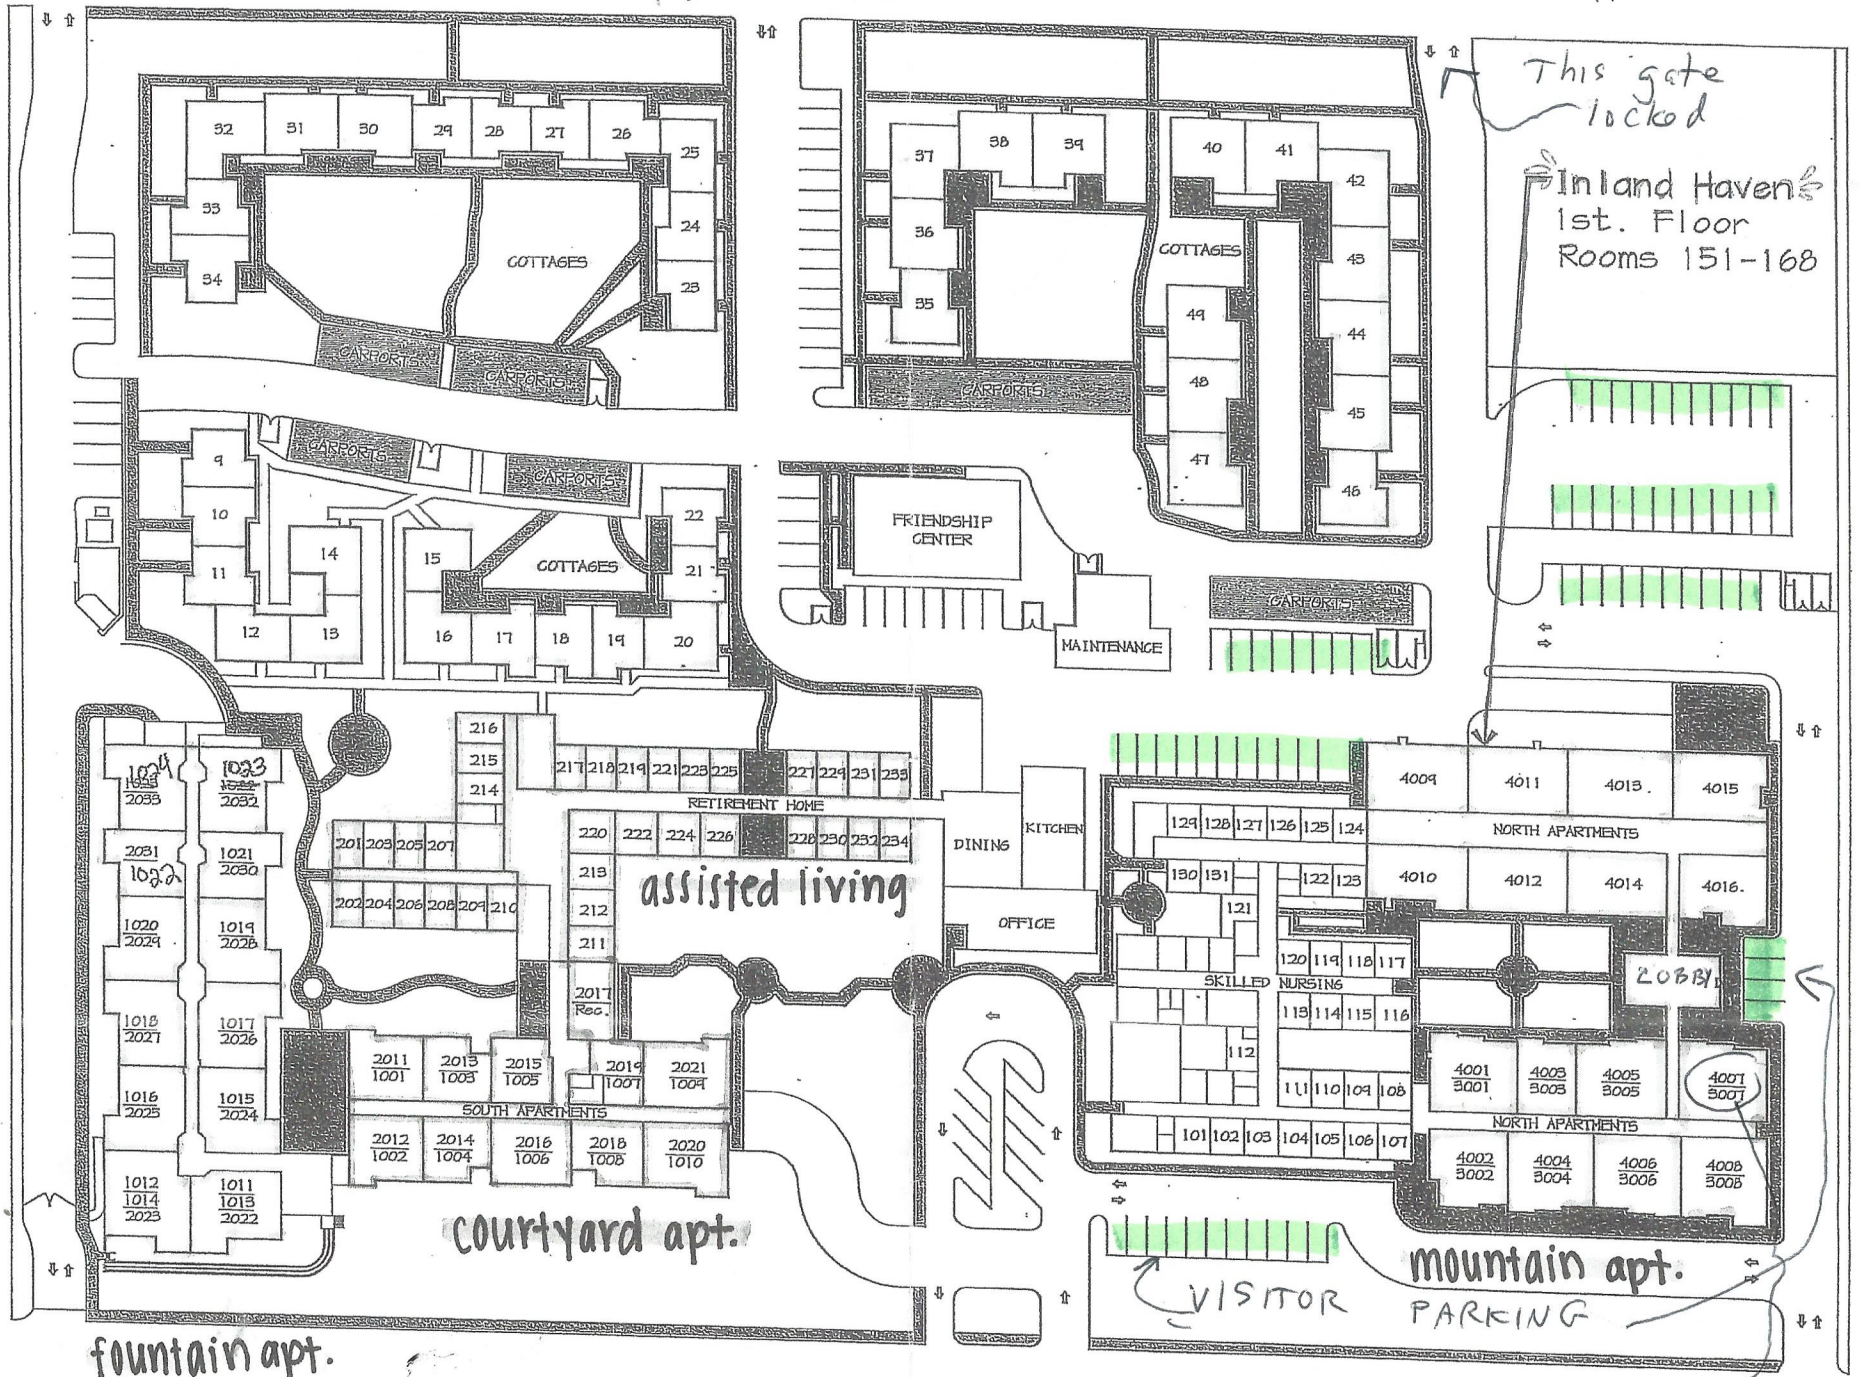 This gate
locked
Inland Haven
1st. Floor
Rooms 151-168
32
31
30
29
28
27
26
25
33
24
34
23
COTTAGES
CARPORTS
CARPORTS
37
38
39
36
35
CARPORTS
40
41
42
COTTAGES
43
49
44
48
45
47
46
CARPORTS
CARPORTS
9
10
11
12
13
14
15
16
17
18
19
20
21
22
COTTAGES
FRIENDSHIP
CENTER
MAINTENANCE
CARPORTS
1024
2033
1023
2032
2031
1022
1021
2030
1020
2029
1019
2028
1018
2027
1017
2026
1016
2025
1015
2024
1012
1014
2023
1011
1013
2022
fountain apt.
216
215
214
217 218 219 221 223 225 227 229 231 233
RETIREMENT HOME
220 222 224 226 228 230 232 234
201 203 205 207
202 204 206 208 209 210
213
212
211
2017
Rec.
assisted living
DINING
KITCHEN
OFFICE
2011
1001
2013
1003
2015
1005
2019
1007
2021
1009
SOUTH APARTMENTS
2012
1002
2014
1004
2016
1006
2018
1008
2020
1010
courtyard apt.
129 128 127 126 125 124
130 131 122 123
121
120 119 118 117
SKILLED NURSING
113 114 115 116
112
111 110 109 108
101 102 103 104 105 106 107
4009 4011 4013. 4015
NORTH APARTMENTS
4010 4012 4014 4016.
LOBBY
4001
3001
4003
3003
4005
3005
4007
3007
NORTH APARTMENTS
4002
3002
4004
3004
4006
3006
4008
3008
mountain apt.
VISITOR PARKING